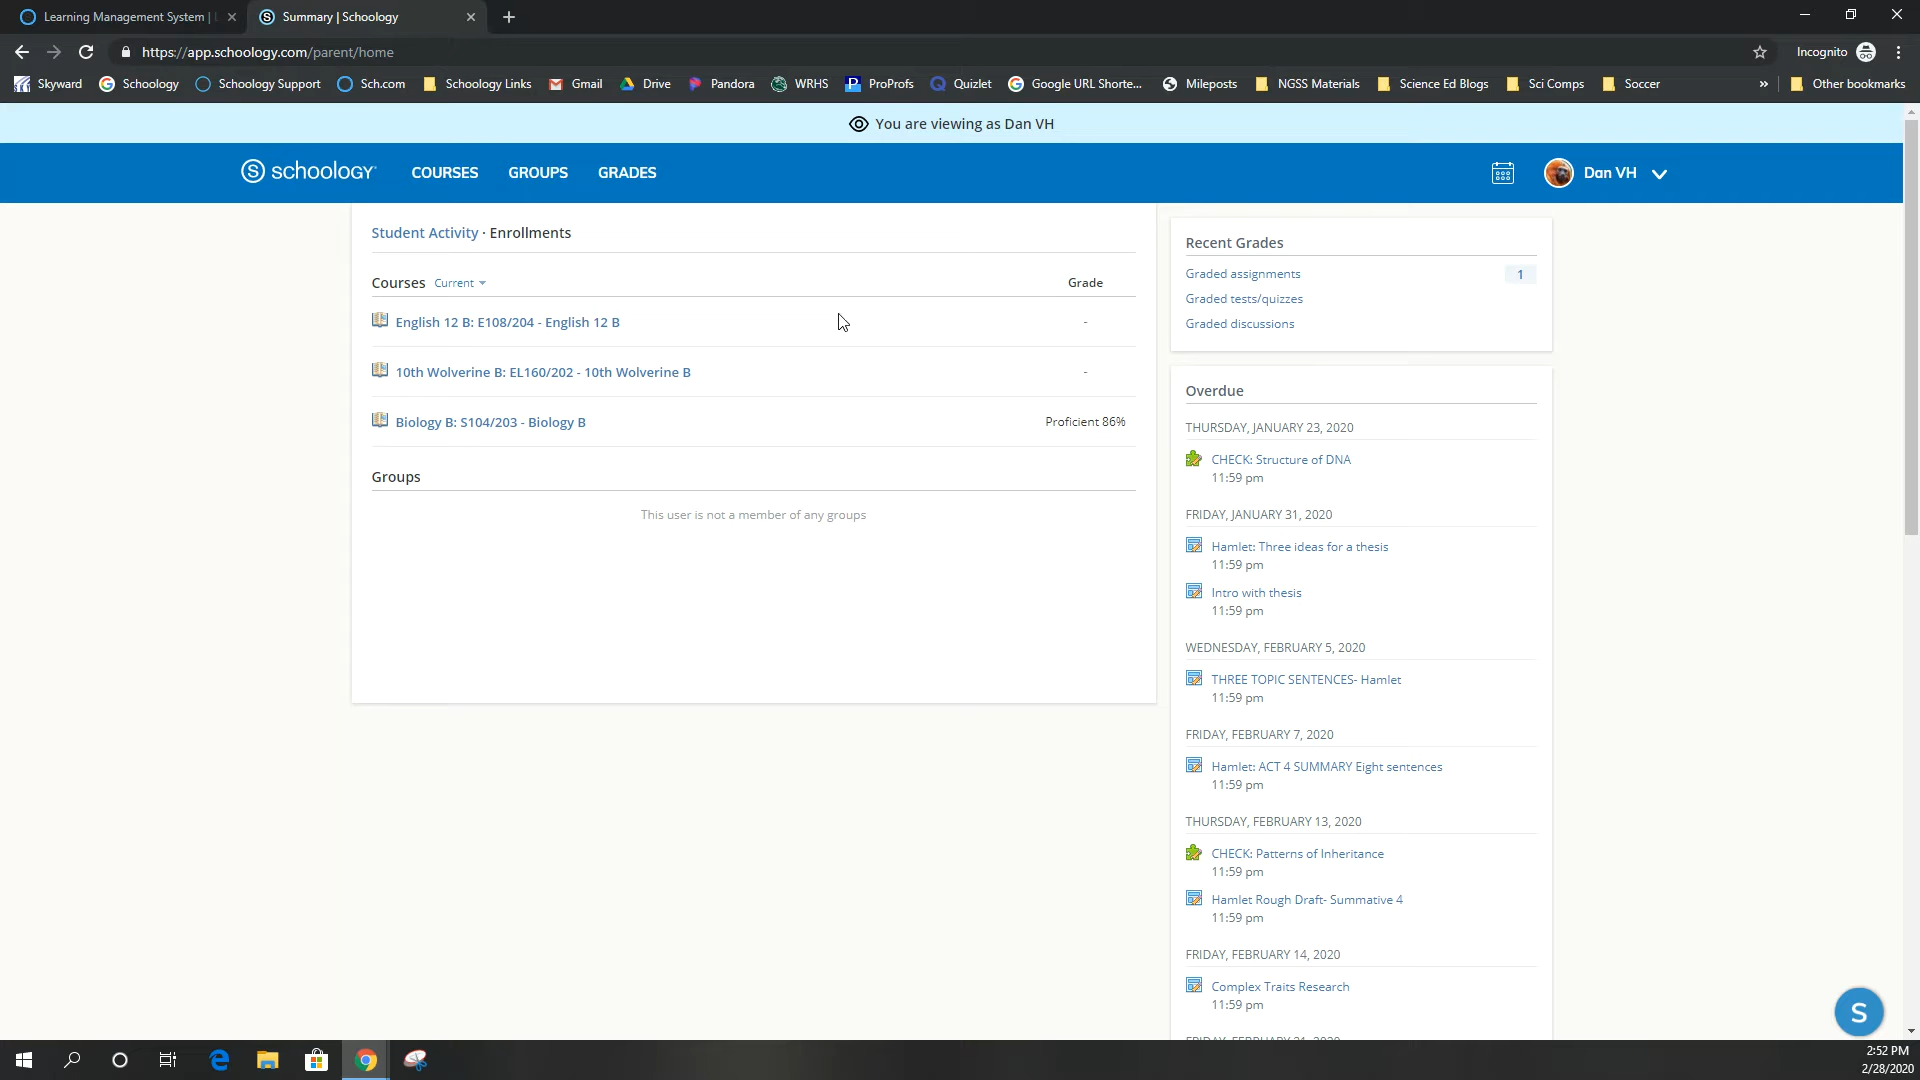 Learning Management System |
Summary | Schoology
https://app.schoology.com/parent/home
Incognito
Skyward
Schoology
Schoology Support
Sch.com
Schoology Links
Gmail
Drive
Pandora
WRHS
ProProfs
Quizlet
Google URL Shorte...
Mileposts
NGSS Materials
Science Ed Blogs
Sci Comps
Soccer
»
Other bookmarks
You are viewing as Dan VH
S schoology
COURSES
GROUPS
GRADES
Dan VH
Student Activity · Enrollments
Courses Current
Grade
English 12 B: E108/204 - English 12 B
-
10th Wolverine B: EL160/202 - 10th Wolverine B
-
Biology B: S104/203 - Biology B
Proficient 86%
Groups
This user is not a member of any groups
Recent Grades
Graded assignments
1
Graded tests/quizzes
Graded discussions
Overdue
THURSDAY, JANUARY 23, 2020
CHECK: Structure of DNA
11:59 pm
FRIDAY, JANUARY 31, 2020
Hamlet: Three ideas for a thesis
11:59 pm
Intro with thesis
11:59 pm
WEDNESDAY, FEBRUARY 5, 2020
THREE TOPIC SENTENCES- Hamlet
11:59 pm
FRIDAY, FEBRUARY 7, 2020
Hamlet: ACT 4 SUMMARY Eight sentences
11:59 pm
THURSDAY, FEBRUARY 13, 2020
CHECK: Patterns of Inheritance
11:59 pm
Hamlet Rough Draft- Summative 4
11:59 pm
FRIDAY, FEBRUARY 14, 2020
Complex Traits Research
11:59 pm
S
2:52 PM
2/28/2020